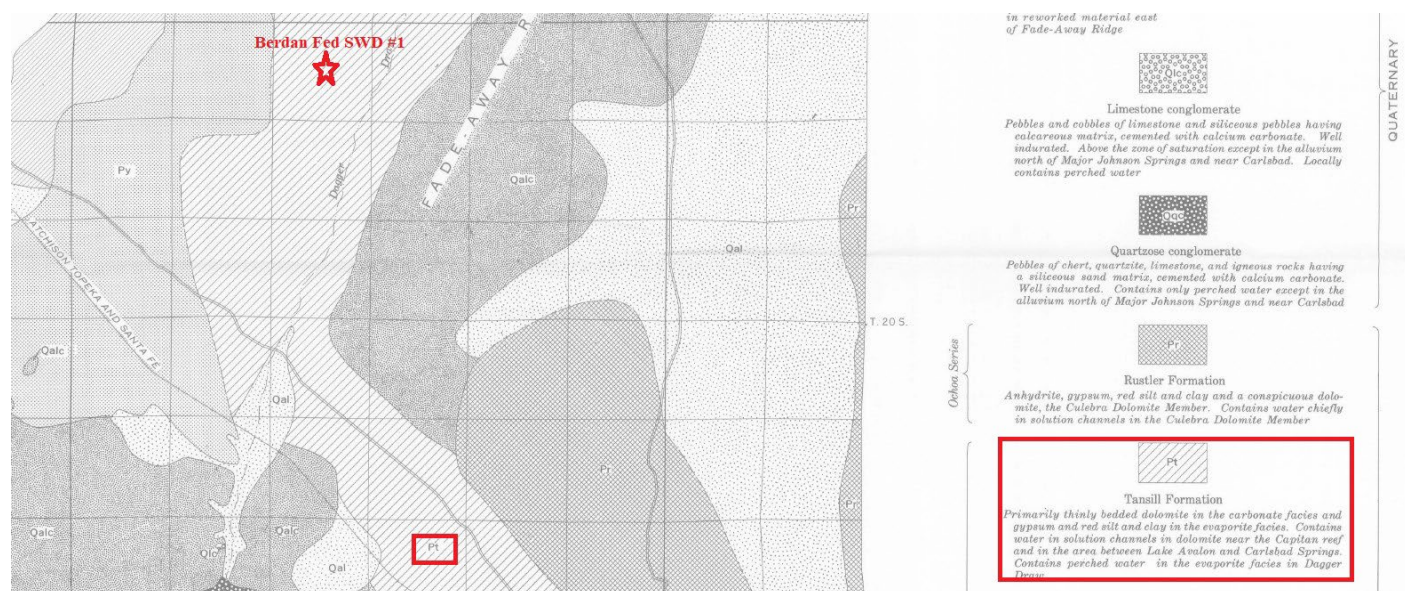 Berdan Fed SWD #1
Draw
Dagger
FADE-AWAY R
Py
Qalc
Qal
Pr
ATCHISON TOPEKA AND SANTA FE
Qalc
Qal
T. 20 S.
Pr
Pr
Qalc
Qalc
Qlc
Qal
Pt
in reworked material east
of Fade-Away Ridge
Qlc
Limestone conglomerate
Pebbles and cobbles of limestone and siliceous pebbles having
calcareous matrix, cemented with calcium carbonate. Well
indurated. Above the zone of saturation except in the alluvium
north of Major Johnson Springs and near Carlsbad. Locally
contains perched water
Qqc
Quartzose conglomerate
Pebbles of chert, quartzite, limestone, and igneous rocks having
a siliceous sand matrix, cemented with calcium carbonate.
Well indurated. Contains only perched water except in the
alluvium north of Major Johnson Springs and near Carlsbad
QUATERNARY
Pr
Rustler Formation
Anhydrite, gypsum, red silt and clay and a conspicuous dolo-
mite, the Culebra Dolomite Member. Contains water chiefly
in solution channels in the Culebra Dolomite Member
Ochoa Series
Pt
Tansill Formation
Primarily thinly bedded dolomite in the carbonate facies and
gypsum and red silt and clay in the evaporite facies. Contains
water in solution channels in dolomite near the Capitan reef
and in the area between Lake Avalon and Carlsbad Springs.
Contains perched water in the evaporite facies in Dagger
Draw